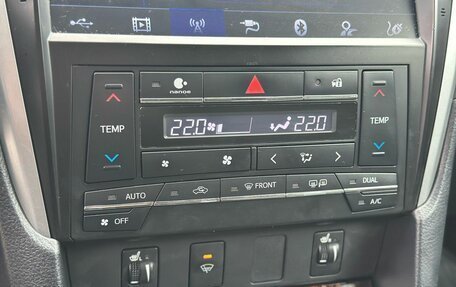 nanoe
TEMP
22.0
22.0
TEMP
AUTO
FRONT
DUAL
OFF
A/C